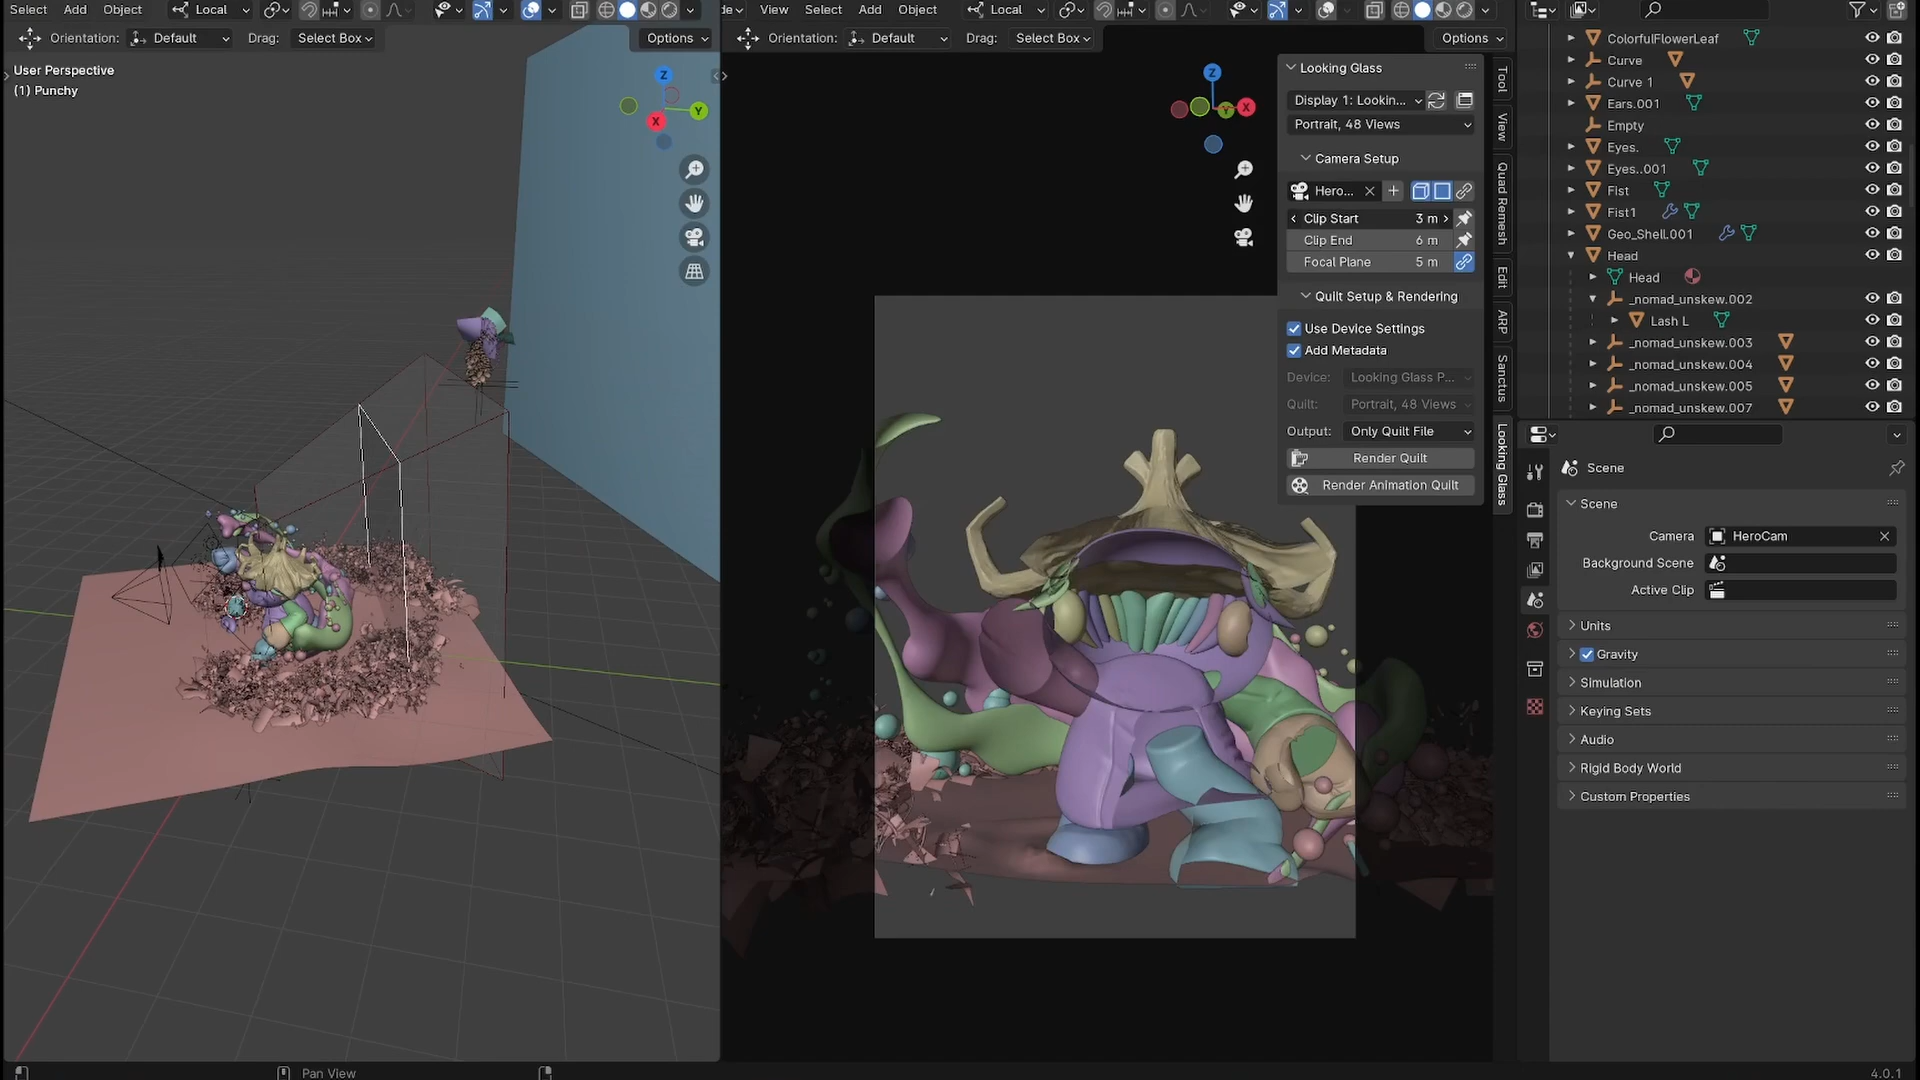 Select Add Object Local
Orientation: Default Drag: Select Box Options
User Perspective
(1) Punchy
Z
Y
X
View Select Add Object Local
Orientation: Default Drag: Select Box Options
Z
Y
X
Looking Glass
Display 1: Lookin...
Portrait, 48 Views
Camera Setup
Hero...
Clip Start 3 m
Clip End 6 m
Focal Plane 5 m
Quilt Setup & Rendering
Use Device Settings
Add Metadata
Device: Looking Glass P...
Quilt: Portrait, 48 Views
Output: Only Quilt File
Render Quilt
Render Animation Quilt
Tool
View
Quad Remesh
Edit
ARP
Sanctus
Looking Glass
ColorfulFlowerLeaf
Curve
Curve 1
Ears.001
Empty
Eyes.
Eyes..001
Fist
Fist1
Geo_Shell.001
Head
Head
_nomad_unskew.002
Lash L
_nomad_unskew.003
_nomad_unskew.004
_nomad_unskew.005
_nomad_unskew.007
Scene
Scene
Camera HeroCam
Background Scene
Active Clip
Units
Gravity
Simulation
Keying Sets
Audio
Rigid Body World
Custom Properties
Pan View
4.0.1